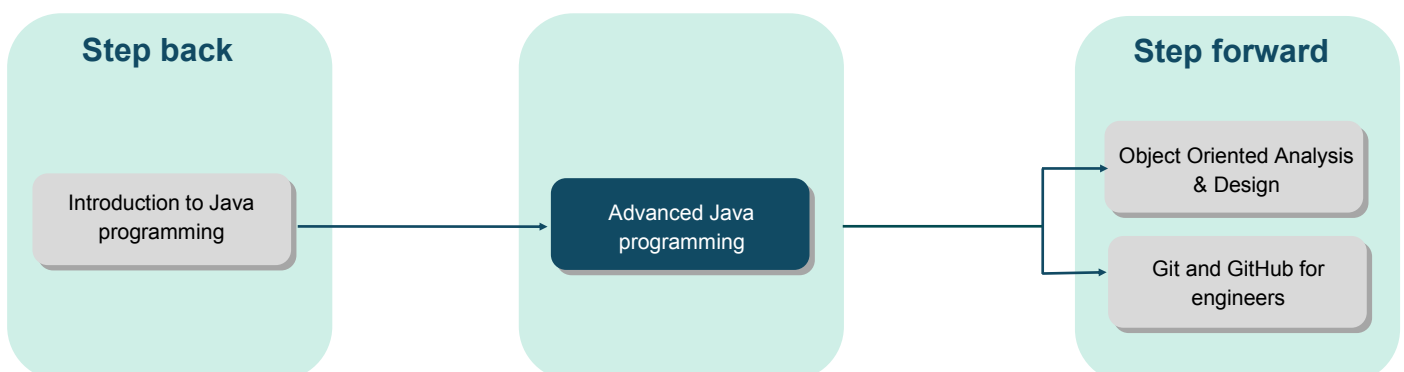 Step back
Introduction to Java
programming
Advanced Java
programming
Step forward
Object Oriented Analysis
& Design
Git and GitHub for
engineers